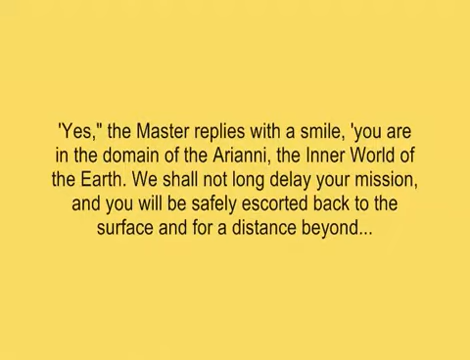 'Yes," the Master replies with a smile, 'you are
in the domain of the Arianni, the Inner World of
the Earth. We shall not long delay your mission,
and you will be safely escorted back to the
surface and for a distance beyond...